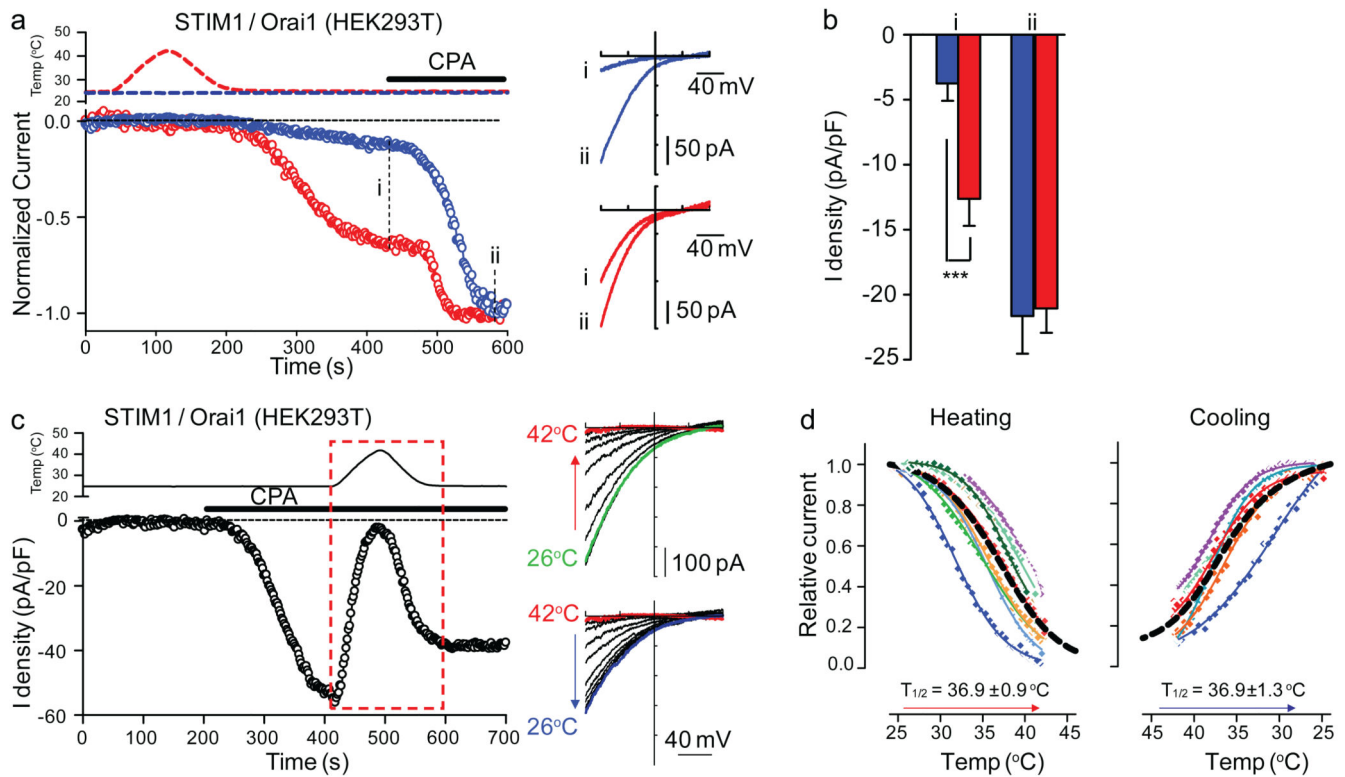 a
STIM1 / Orai1 (HEK293T)
Temp (°C)
50
40
30
20
CPA
Normalized Current
0.0
-0.5
-1.0
i
ii
0 100 200 300 400 500 600
Time (s)
i
ii
40 mV
50 pA
i
ii
40 mV
50 pA
b
i ii
I density (pA/pF)
0
-5
-10
-15
-20
-25
***
c
STIM1 / Orai1 (HEK293T)
Temp (°C)
50
40
30
20
CPA
I density (pA/pF)
0
-20
-40
-60
0 100 200 300 400 500 600 700
Time (s)
42°C
26°C
100 pA
42°C
26°C
40 mV
d
Heating
Cooling
Relative current
1.0
0.8
0.6
0.4
0.2
0.0
T1/2 = 36.9 ±0.9 °C
T1/2 = 36.9±1.3 °C
25 30 35 40 45
Temp (°C)
45 40 35 30 25
Temp (°C)